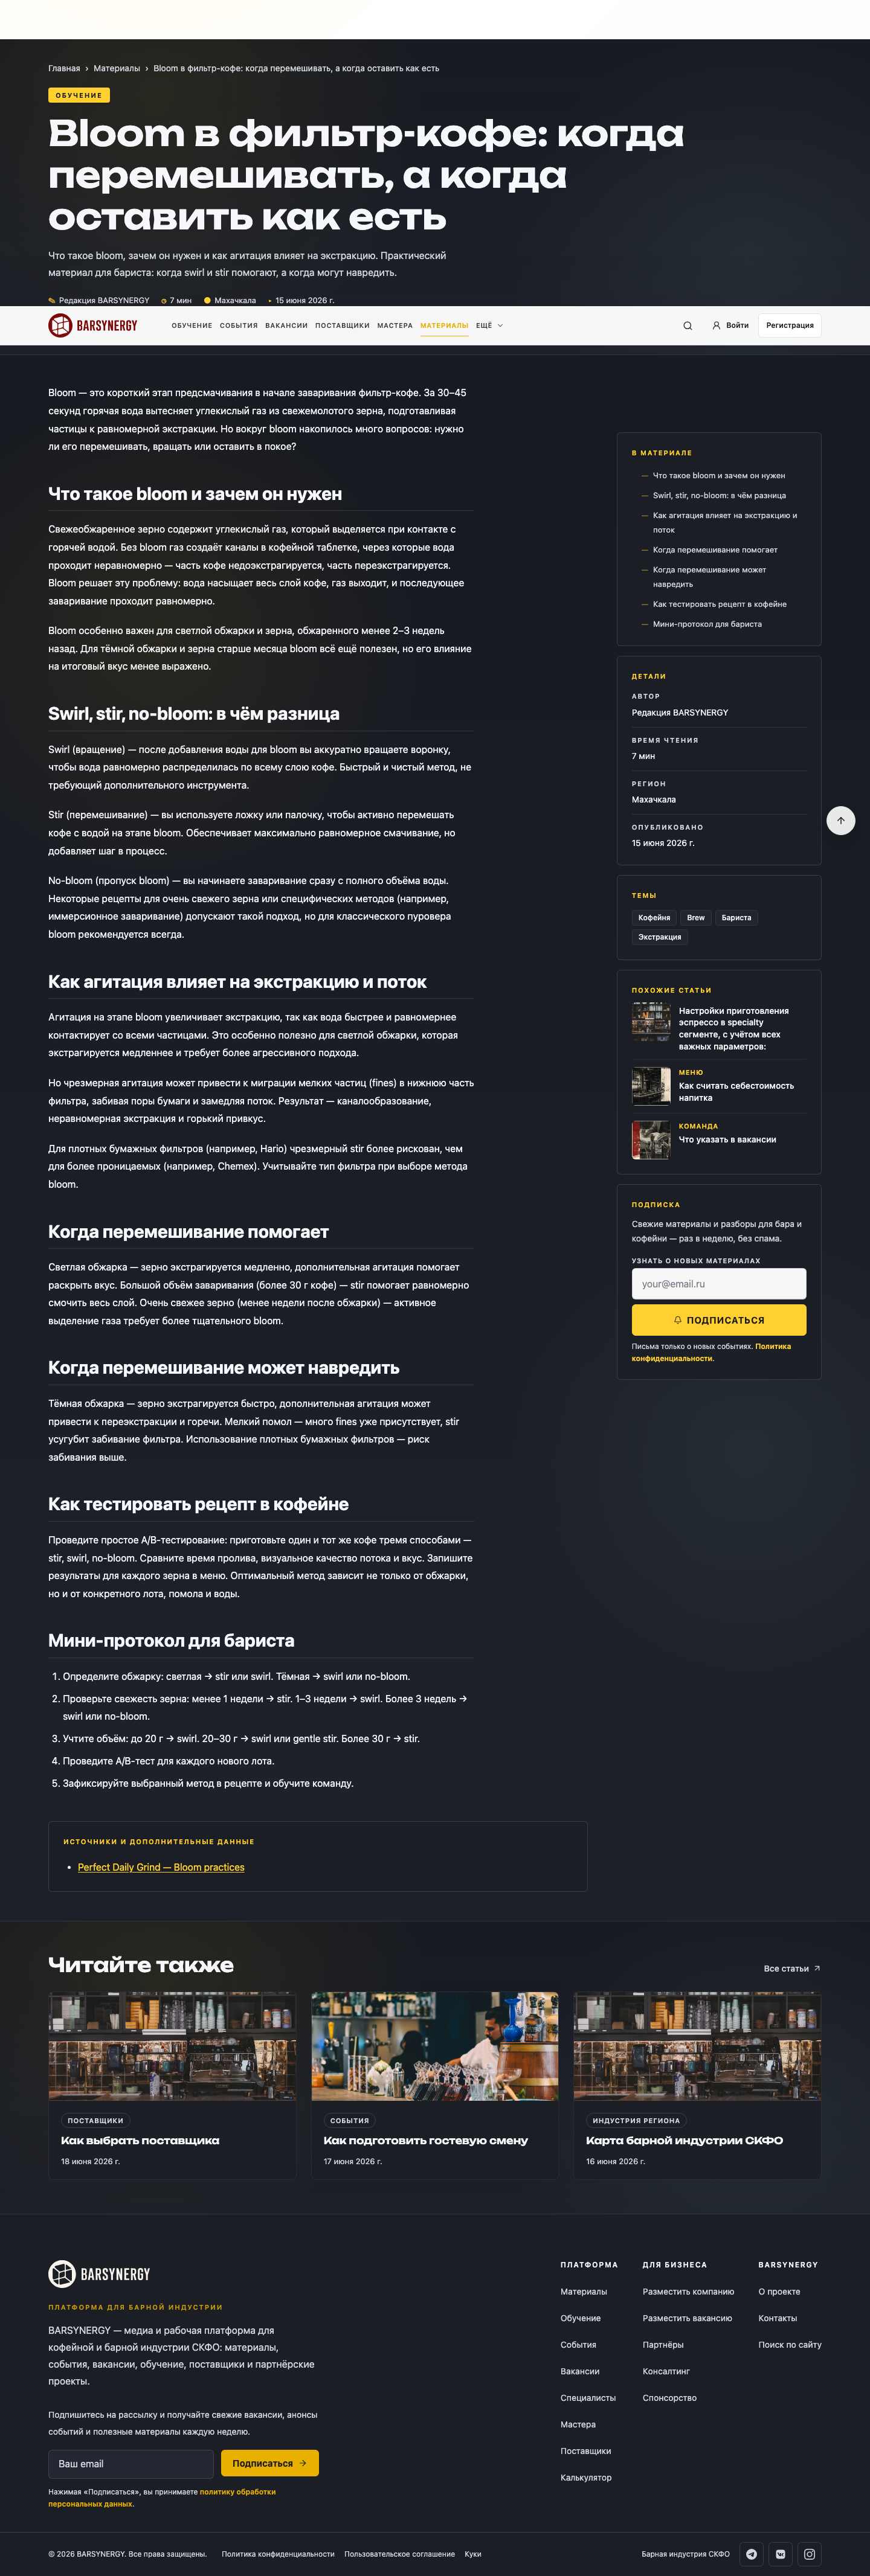 Главная › Материалы › Bloom в фильтр-кофе: когда перемешивать, а когда оставить как есть
ОБУЧЕНИЕ
Bloom в фильтр-кофе: когда
перемешивать, а когда
оставить как есть
Что такое bloom, зачем он нужен и как агитация влияет на экстракцию. Практический
материал для бариста: когда swirl и stir помогают, а когда могут навредить.
Редакция BARSYNERGY 7 мин Махачкала 15 июня 2026 г.
BARSYNERGY ОБУЧЕНИЕ СОБЫТИЯ ВАКАНСИИ ПОСТАВЩИКИ МАСТЕРА МАТЕРИАЛЫ ЕЩЁ Войти Регистрация
Bloom — это короткий этап предсмачивания в начале заваривания фильтр-кофе. За 30–45
секунд горячая вода вытесняет углекислый газ из свежемолотого зерна, подготавливая
частицы к равномерной экстракции. Но вокруг bloom накопилось много вопросов: нужно
ли его перемешивать, вращать или оставить в покое?
Что такое bloom и зачем он нужен
Свежеобжаренное зерно содержит углекислый газ, который выделяется при контакте с
горячей водой. Без bloom газ создаёт каналы в кофейной таблетке, через которые вода
проходит неравномерно — часть кофе недоэкстрагируется, часть переэкстрагируется.
Bloom решает эту проблему: вода насыщает весь слой кофе, газ выходит, и последующее
заваривание проходит равномерно.
Bloom особенно важен для светлой обжарки и зерна, обжаренного менее 2–3 недель
назад. Для тёмной обжарки и зерна старше месяца bloom всё ещё полезен, но его влияние
на итоговый вкус менее выражено.
Swirl, stir, no-bloom: в чём разница
Swirl (вращение) — после добавления воды для bloom вы аккуратно вращаете воронку,
чтобы вода равномерно распределилась по всему слою кофе. Быстрый и чистый метод, не
требующий дополнительного инструмента.
Stir (перемешивание) — вы используете ложку или палочку, чтобы активно перемешать
кофе с водой на этапе bloom. Обеспечивает максимально равномерное смачивание, но
добавляет шаг в процесс.
No-bloom (пропуск bloom) — вы начинаете заваривание сразу с полного объёма воды.
Некоторые рецепты для очень свежего зерна или специфических методов (например,
иммерсионное заваривание) допускают такой подход, но для классического пуровера
bloom рекомендуется всегда.
Как агитация влияет на экстракцию и поток
Агитация на этапе bloom увеличивает экстракцию, так как вода быстрее и равномернее
контактирует со всеми частицами. Это особенно полезно для светлой обжарки, которая
экстрагируется медленнее и требует более агрессивного подхода.
Но чрезмерная агитация может привести к миграции мелких частиц (fines) в нижнюю часть
фильтра, забивая поры бумаги и замедляя поток. Результат — каналообразование,
неравномерная экстракция и горький привкус.
Для плотных бумажных фильтров (например, Hario) чрезмерный stir более рискован, чем
для более проницаемых (например, Chemex). Учитывайте тип фильтра при выборе метода
bloom.
Когда перемешивание помогает
Светлая обжарка — зерно экстрагируется медленно, дополнительная агитация помогает
раскрыть вкус. Большой объём заваривания (более 30 г кофе) — stir помогает равномерно
смочить весь слой. Очень свежее зерно (менее недели после обжарки) — активное
выделение газа требует более тщательного bloom.
Когда перемешивание может навредить
Тёмная обжарка — зерно экстрагируется быстро, дополнительная агитация может
привести к переэкстракции и горечи. Мелкий помол — много fines уже присутствует, stir
усугубит забивание фильтра. Использование плотных бумажных фильтров — риск
забивания выше.
Как тестировать рецепт в кофейне
Проведите простое A/B-тестирование: приготовьте один и тот же кофе тремя способами —
stir, swirl, no-bloom. Сравните время пролива, визуальное качество потока и вкус. Запишите
результаты для каждого зерна в меню. Оптимальный метод зависит не только от обжарки,
но и от конкретного лота, помола и воды.
Мини-протокол для бариста
1. Определите обжарку: светлая → stir или swirl. Тёмная → swirl или no-bloom.
2. Проверьте свежесть зерна: менее 1 недели → stir. 1–3 недели → swirl. Более 3 недель →
swirl или no-bloom.
3. Учтите объём: до 20 г → swirl. 20–30 г → swirl или gentle stir. Более 30 г → stir.
4. Проведите A/B-тест для каждого нового лота.
5. Зафиксируйте выбранный метод в рецепте и обучите команду.
ИСТОЧНИКИ И ДОПОЛНИТЕЛЬНЫЕ ДАННЫЕ
• Perfect Daily Grind — Bloom practices
В МАТЕРИАЛЕ
— Что такое bloom и зачем он нужен
— Swirl, stir, no-bloom: в чём разница
— Как агитация влияет на экстракцию и
поток
— Когда перемешивание помогает
— Когда перемешивание может
навредить
— Как тестировать рецепт в кофейне
— Мини-протокол для бариста
ДЕТАЛИ
АВТОР
Редакция BARSYNERGY
ВРЕМЯ ЧТЕНИЯ
7 мин
РЕГИОН
Махачкала
ОПУБЛИКОВАНО
15 июня 2026 г.
ТЕМЫ
Кофейня Brew Бариста
Экстракция
ПОХОЖИЕ СТАТЬИ
Настройки приготовления
эспрессо в specialty
сегменте, с учётом всех
важных параметров:
МЕНЮ
Как считать себестоимость
напитка
КОМАНДА
Что указать в вакансии
ПОДПИСКА
Свежие материалы и разборы для бара и
кофейни — раз в неделю, без спама.
УЗНАТЬ О НОВЫХ МАТЕРИАЛАХ
your@email.ru
ПОДПИСАТЬСЯ
Письма только о новых событиях. Политика
конфиденциальности.
Читайте также
Все статьи
ПОСТАВЩИКИ
Как выбрать поставщика
18 июня 2026 г.
СОБЫТИЯ
Как подготовить гостевую смену
17 июня 2026 г.
ИНДУСТРИЯ РЕГИОНА
Карта барной индустрии СКФО
16 июня 2026 г.
BARSYNERGY
ПЛАТФОРМА ДЛЯ БАРНОЙ ИНДУСТРИИ
BARSYNERGY — медиа и рабочая платформа для
кофейной и барной индустрии СКФО: материалы,
события, вакансии, обучение, поставщики и партнёрские
проекты.
Подпишитесь на рассылку и получайте свежие вакансии, анонсы
событий и полезные материалы каждую неделю.
Ваш email
Подписаться →
Нажимая «Подписаться», вы принимаете политику обработки
персональных данных.
ПЛАТФОРМА
Материалы
Обучение
События
Вакансии
Специалисты
Мастера
Поставщики
Калькулятор
ДЛЯ БИЗНЕСА
Разместить компанию
Разместить вакансию
Партнёры
Консалтинг
Спонсорство
BARSYNERGY
О проекте
Контакты
Поиск по сайту
© 2026 BARSYNERGY. Все права защищены. Политика конфиденциальности Пользовательское соглашение Куки
Барная индустрия СКФО